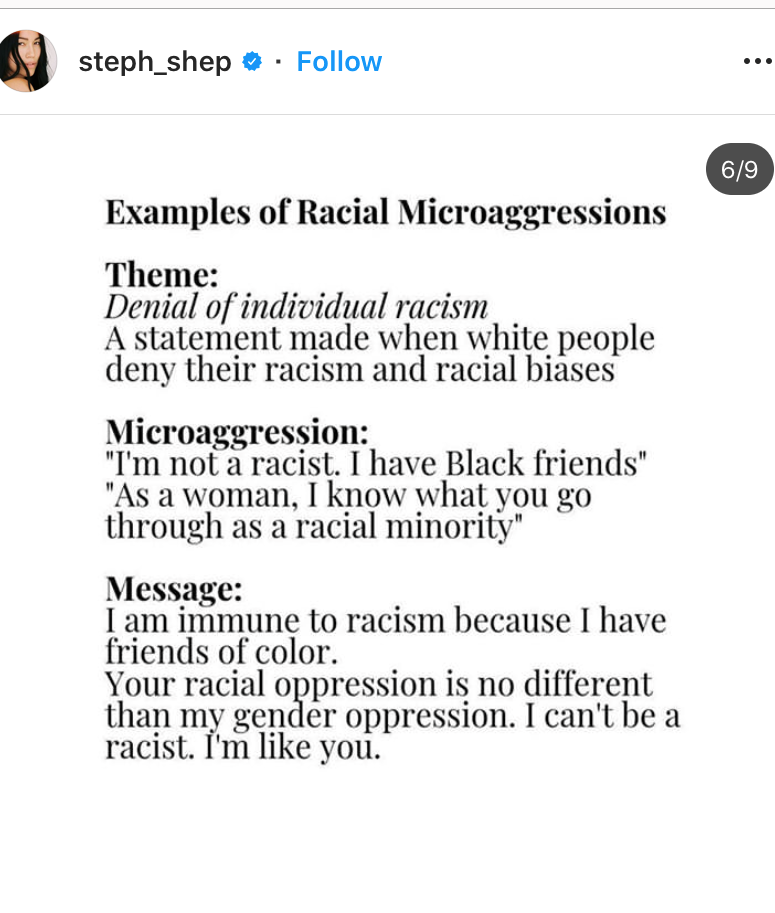 steph_shep · Follow
6/9
Examples of Racial Microaggressions
Theme:
Denial of individual racism
A statement made when white people
deny their racism and racial biases
Microaggression:
"I'm not a racist. I have Black friends"
"As a woman, I know what you go
through as a racial minority"
Message:
I am immune to racism because I have
friends of color.
Your racial oppression is no different
than my gender oppression. I can't be a
racist. I'm like you.